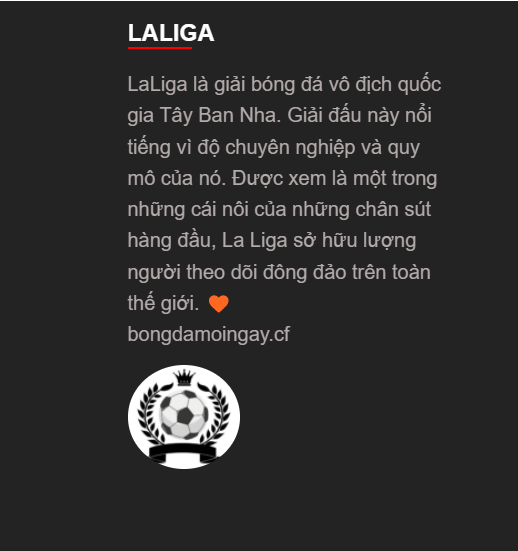 LALIGA
LaLiga là giải bóng đá vô địch quốc
gia Tây Ban Nha. Giải đấu này nổi
tiếng vì độ chuyên nghiệp và quy
mô của nó. Được xem là một trong
những cái nôi của những chân sút
hàng đầu, La Liga sở hữu lượng
người theo dõi đông đảo trên toàn
thế giới. 🧡
bongdamoingay.cf